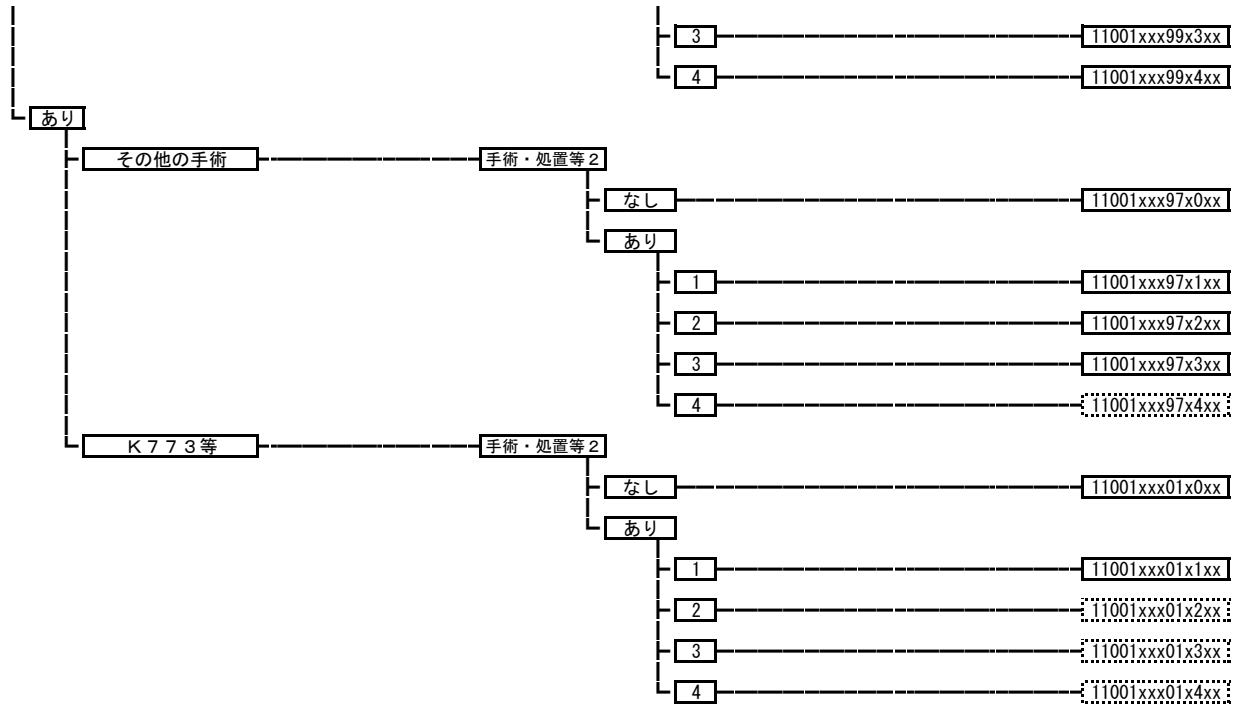 3 11001xxx99x3xx
4 11001xxx99x4xx
あり
その他の手術 手術・処置等2
なし 11001xxx97x0xx
あり
1 11001xxx97x1xx
2 11001xxx97x2xx
3 11001xxx97x3xx
4 11001xxx97x4xx
K773等 手術・処置等2
なし 11001xxx01x0xx
あり
1 11001xxx01x1xx
2 11001xxx01x2xx
3 11001xxx01x3xx
4 11001xxx01x4xx